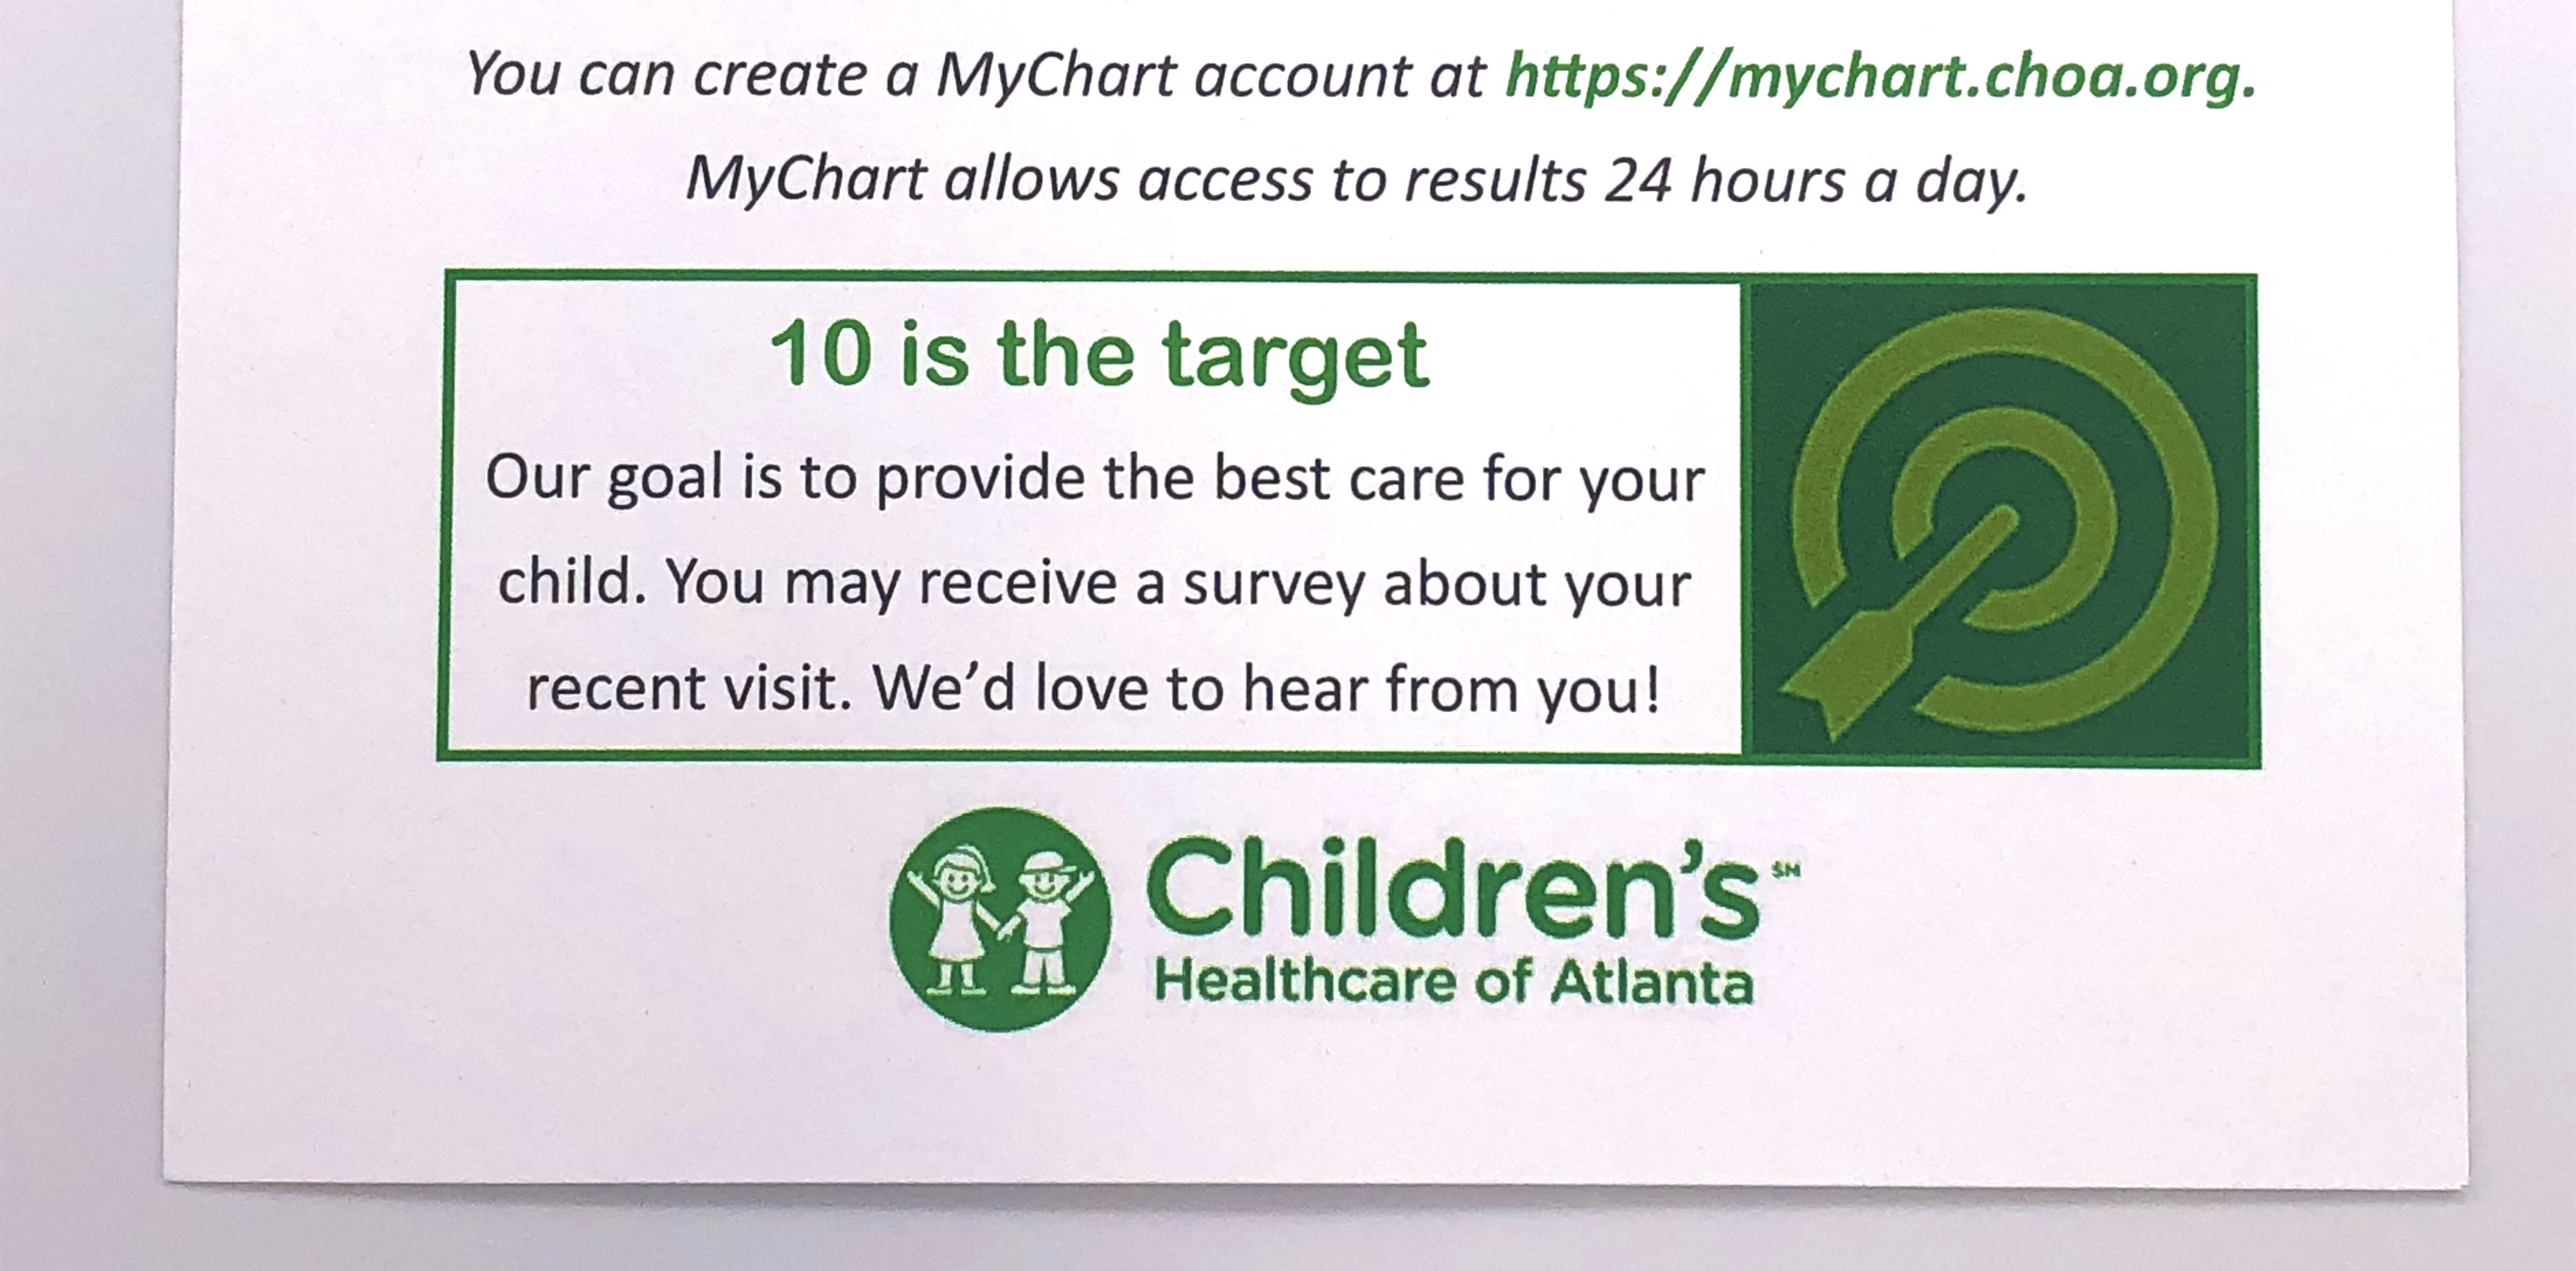 You can create a MyChart account at https://mychart.choa.org.
MyChart allows access to results 24 hours a day.
10 is the target
Our goal is to provide the best care for your
child. You may receive a survey about your
recent visit. We’d love to hear from you!
Children’s℠
Healthcare of Atlanta